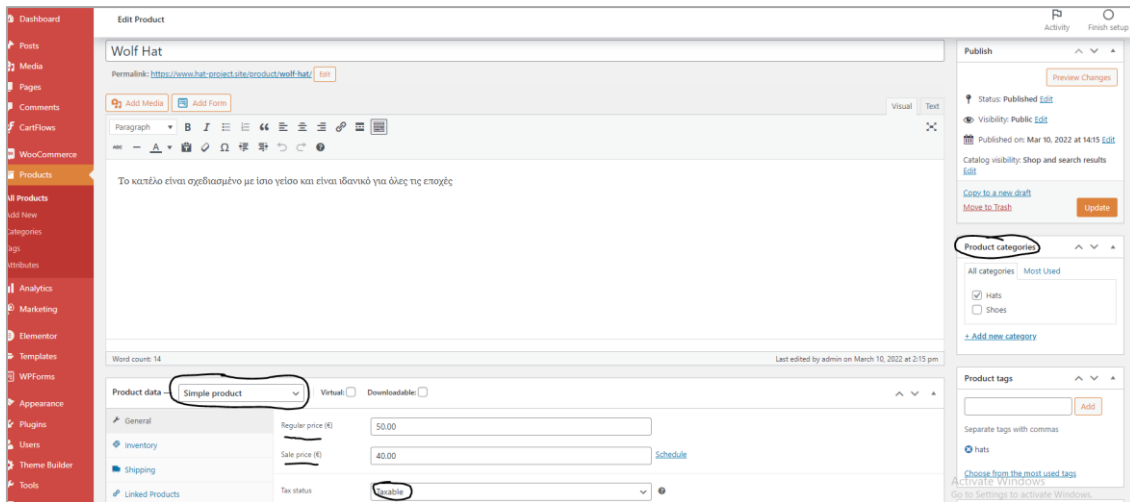 Dashboard
Posts
Media
Pages
Comments
CartFlows
WooCommerce
Products
All Products
Add New
Categories
Tags
Attributes
Analytics
Marketing
Elementor
Templates
WPForms
Appearance
Plugins
Users
Theme Builder
Tools
Edit Product
Activity
Finish setup
Wolf Hat
Permalink: https://www.hat-project.site/product/wolf-hat/ Edit
Add Media Add Form
Visual Text
Paragraph
Το καπέλο είναι σχεδιασμένο με ίσιο γείσο και είναι ιδανικό για όλες τις εποχές
Word count: 14
Last edited by admin on March 10, 2022 at 2:15 pm
Product data — Simple product Virtual: Downloadable:
General
Inventory
Shipping
Linked Products
Regular price (€) 50.00
Sale price (€) 40.00 Schedule
Tax status Taxable
Publish
Preview Changes
Status: Published Edit
Visibility: Public Edit
Published on: Mar 10, 2022 at 14:15 Edit
Catalog visibility: Shop and search results
Edit
Copy to a new draft
Move to Trash Update
Product categories
All categories Most Used
Hats
Shoes
+ Add new category
Product tags
Add
Separate tags with commas
hats
Choose from the most used tags
Activate Windows
Go to Settings to activate Windows.